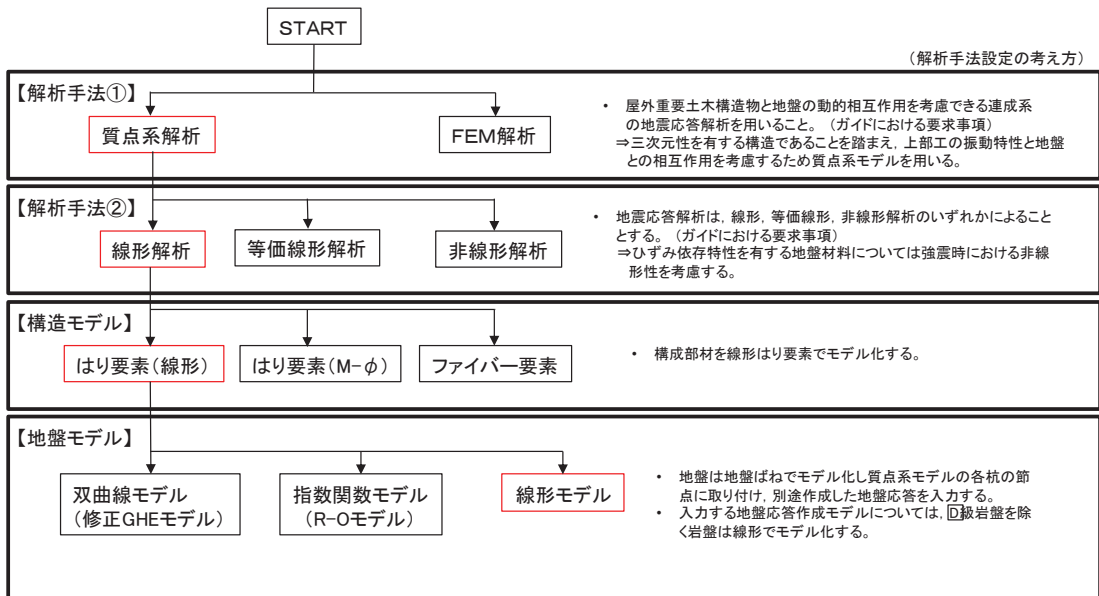 START
（解析手法設定の考え方）
【解析手法①】
質点系解析
FEM解析
・ 屋外重要土木構造物と地盤の動的相互作用を考慮できる連成系
の地震応答解析を用いること。（ガイドにおける要求事項）
⇒三次元性を有する構造であることを踏まえ，上部工の振動特性と地盤
との相互作用を考慮するため質点系モデルを用いる。
【解析手法②】
線形解析
等価線形解析
非線形解析
・ 地震応答解析は，線形，等価線形，非線形解析のいずれかによること
とする。（ガイドにおける要求事項）
⇒ひずみ依存特性を有する地盤材料については強震時における非線
形性を考慮する。
【構造モデル】
はり要素（線形）
はり要素（M-φ）
ファイバー要素
・ 構成部材を線形はり要素でモデル化する。
【地盤モデル】
双曲線モデル
（修正GHEモデル）
指数関数モデル
（R-Oモデル）
線形モデル
・ 地盤は地盤ばねでモデル化し質点系モデルの各杭の節
点に取り付け，別途作成した地盤応答を入力する。
・ 入力する地盤応答作成モデルについては，D級岩盤を除
く岩盤は線形でモデル化する。